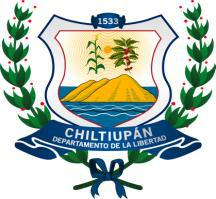 1533
CHILTIUPÁN
DEPARTAMENTO DE LA LIBERTAD